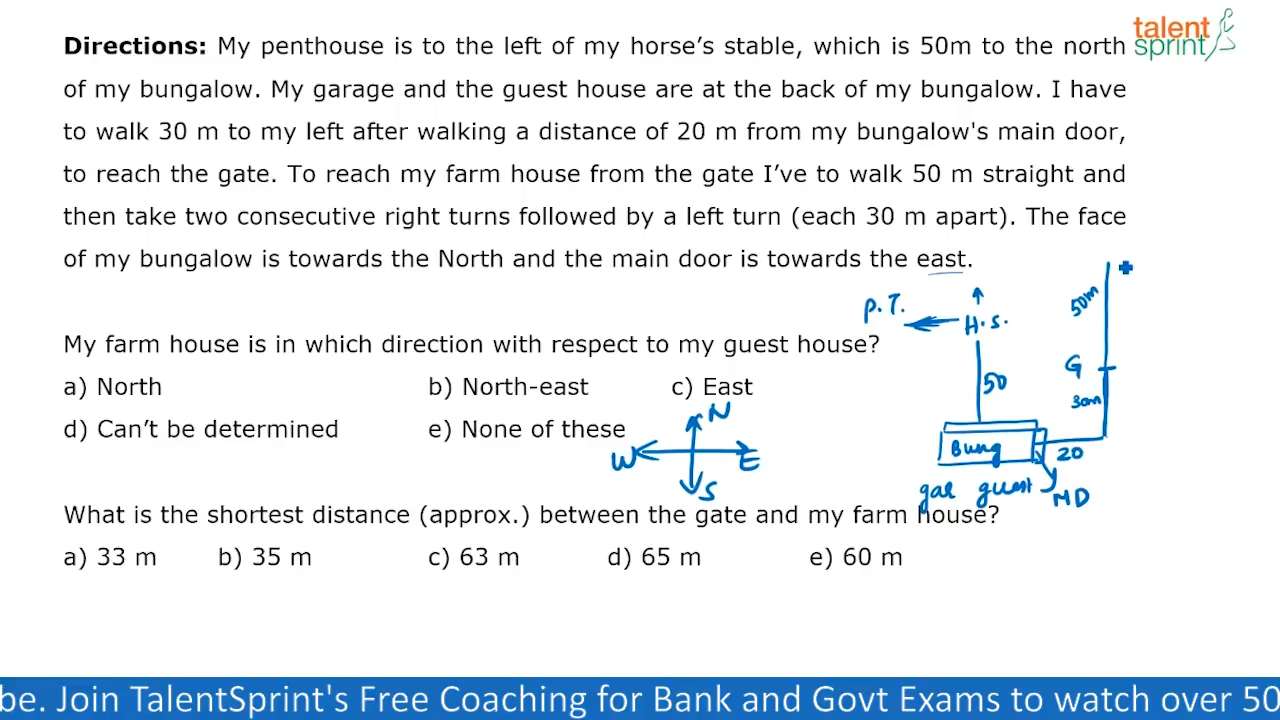 talent
sprint
Directions: My penthouse is to the left of my horse's stable, which is 50m to the north
of my bungalow. My garage and the guest house are at the back of my bungalow. I have
to walk 30 m to my left after walking a distance of 20 m from my bungalow's main door,
to reach the gate. To reach my farm house from the gate I've to walk 50 m straight and
then take two consecutive right turns followed by a left turn (each 30 m apart). The face
of my bungalow is towards the North and the main door is towards the east.
P.T.
H.S.
50m
My farm house is in which direction with respect to my guest house?
G
a) North b) North-east c) East
50
30m
N
d) Can't be determined e) None of these
W E
Bung
20
S
gar guest
MD
What is the shortest distance (approx.) between the gate and my farm house?
a) 33 m b) 35 m c) 63 m d) 65 m e) 60 m
be. Join TalentSprint's Free Coaching for Bank and Govt Exams to watch over 50